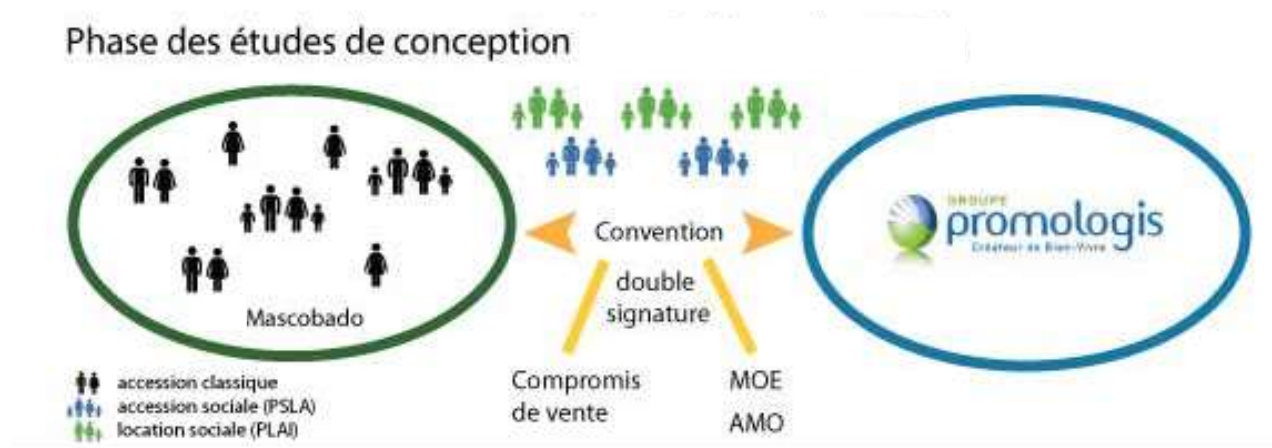 Phase des études de conception
GROUPE
promologis
Créateur de Bien-Vivre
Convention
double
signature
Mascobado
accession classique
accession sociale (PSLA)
location sociale (PLAI)
Compromis
de vente
MOE
AMO